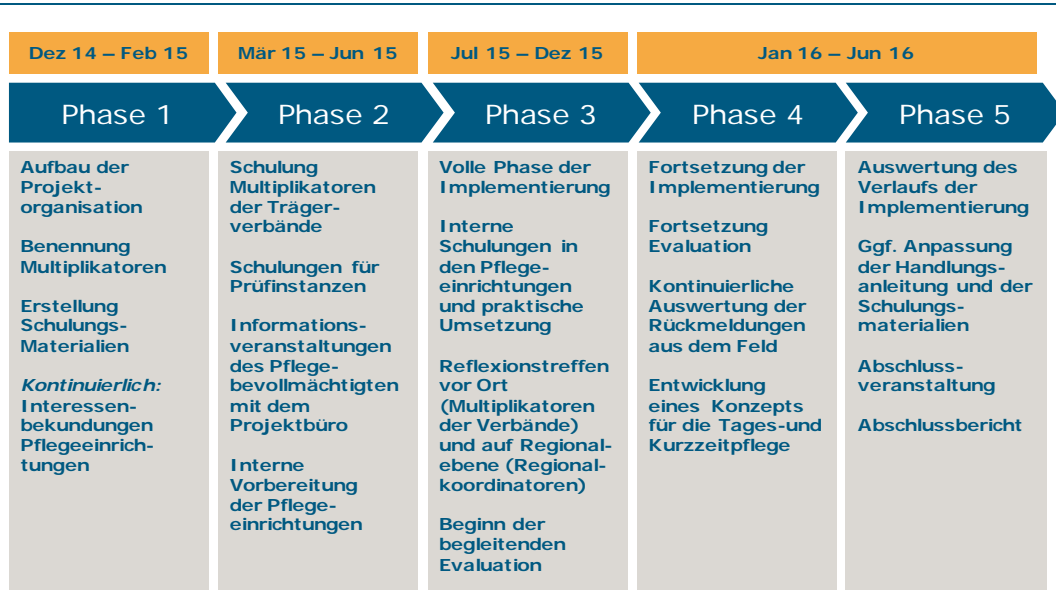 Dez 14 – Feb 15
Mär 15 – Jun 15
Jul 15 – Dez 15
Jan 16 – Jun 16
Phase 1
Phase 2
Phase 3
Phase 4
Phase 5
Aufbau der
Projekt-
organisation
Benennung
Multiplikatoren
Erstellung
Schulungs-
Materialien
Kontinuierlich:
Interessen-
bekundungen
Pflegeeinrich-
tungen
Schulung
Multiplikatoren
der Träger-
verbände
Schulungen für
Prüfinstanzen
Informations-
veranstaltungen
des Pflege-
bevollmächtigten
mit dem
Projektbüro
Interne
Vorbereitung
der Pflege-
einrichtungen
Volle Phase der
Implementierung
Interne
Schulungen in
den Pflege-
einrichtungen
und praktische
Umsetzung
Reflexionstreffen
vor Ort
(Multiplikatoren
der Verbände)
und auf Regional-
ebene (Regional-
koordinatoren)
Beginn der
begleitenden
Evaluation
Fortsetzung der
Implementierung
Fortsetzung
Evaluation
Kontinuierliche
Auswertung der
Rückmeldungen
aus dem Feld
Entwicklung
eines Konzepts
für die Tages-und
Kurzzeitpflege
Auswertung des
Verlaufs der
Implementierung
Ggf. Anpassung
der Handlungs-
anleitung und der
Schulungs-
materialien
Abschluss-
veranstaltung
Abschlussbericht